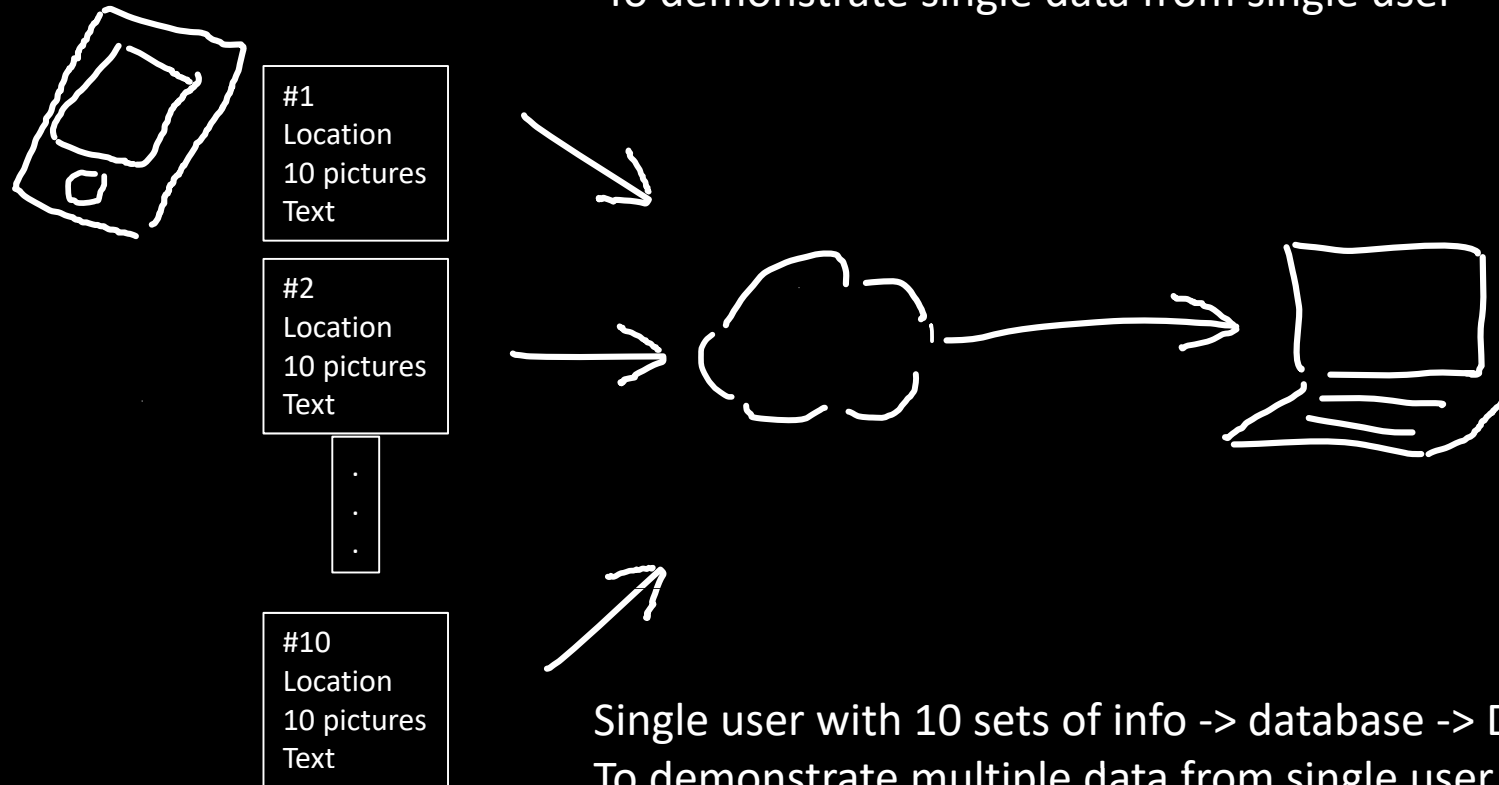 To demonstrate single data from single user
#1
Location
10 pictures
Text
#2
Location
10 pictures
Text
.
.
.
#10
Location
10 pictures
Text
Single user with 10 sets of info -> database ->
To demonstrate multiple data from single user